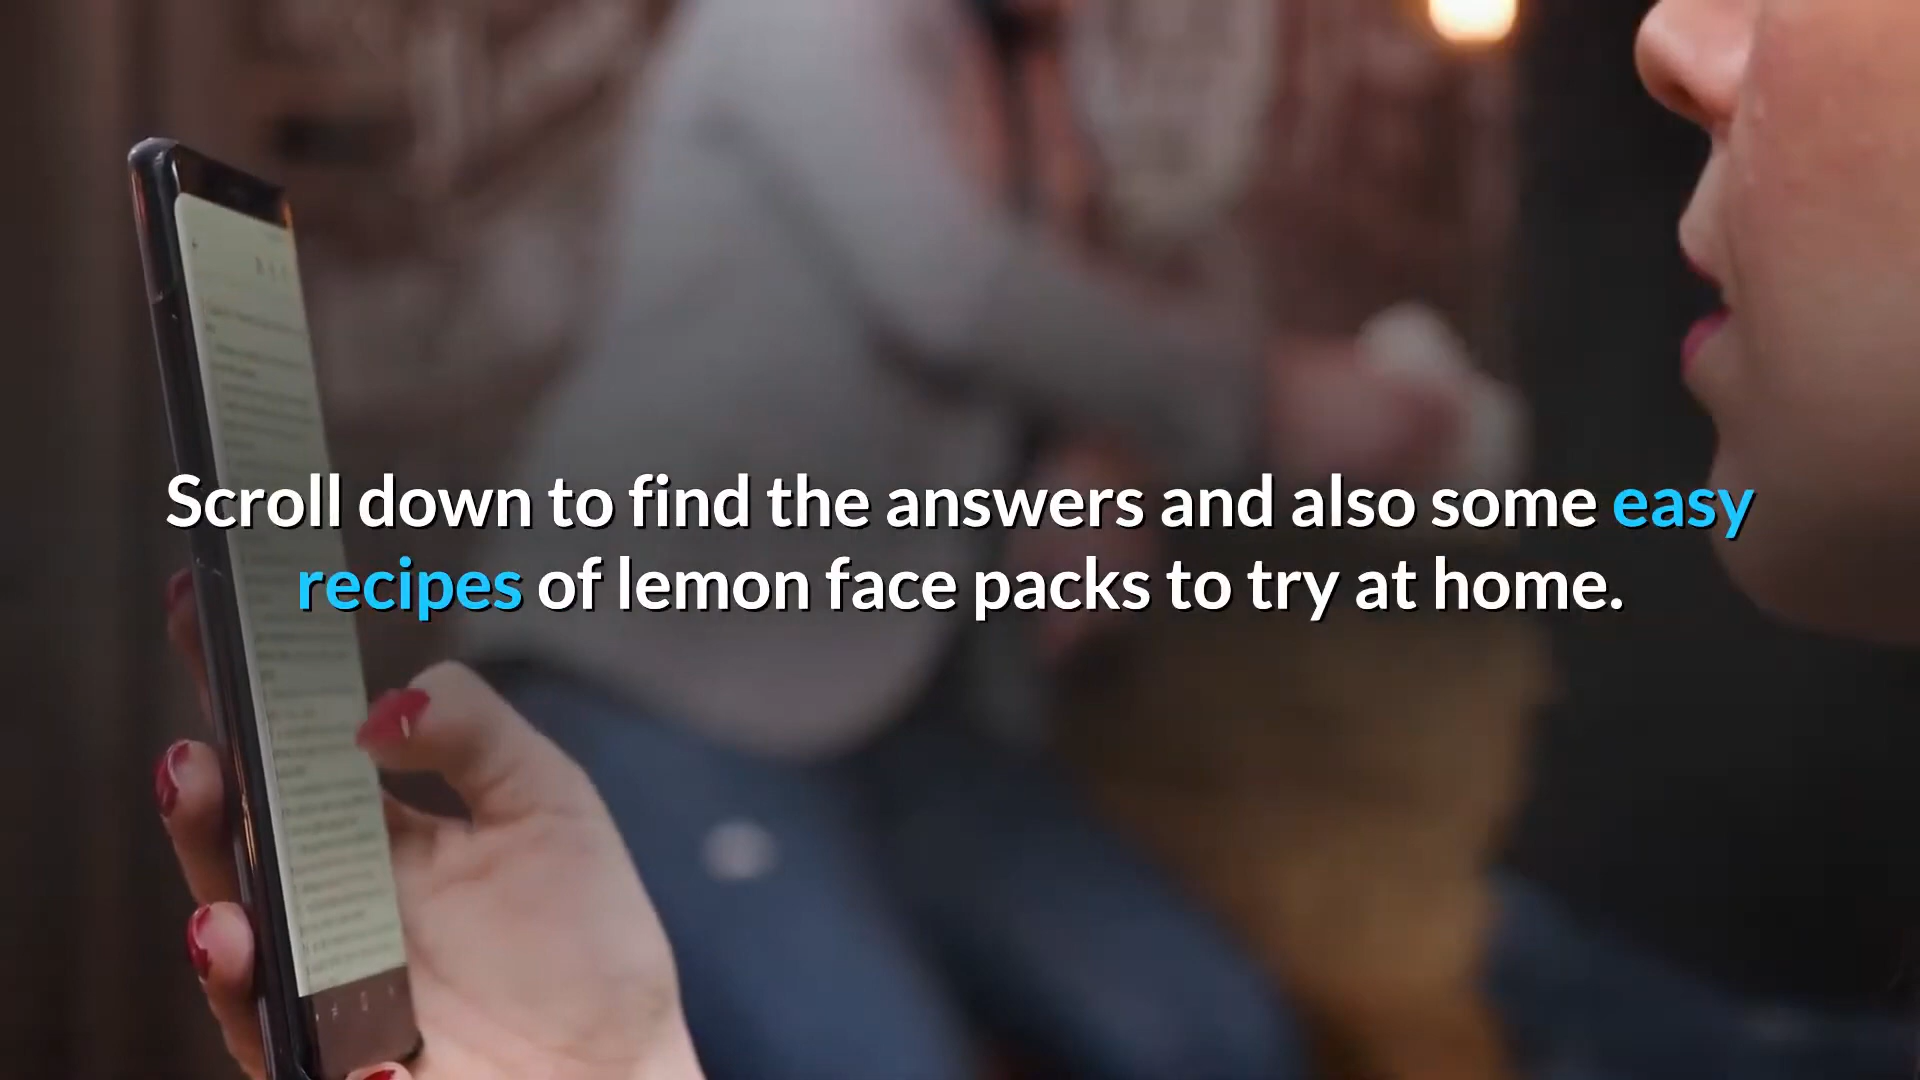 Scroll down to find the answers and also some easy
recipes of lemon face packs to try at home.